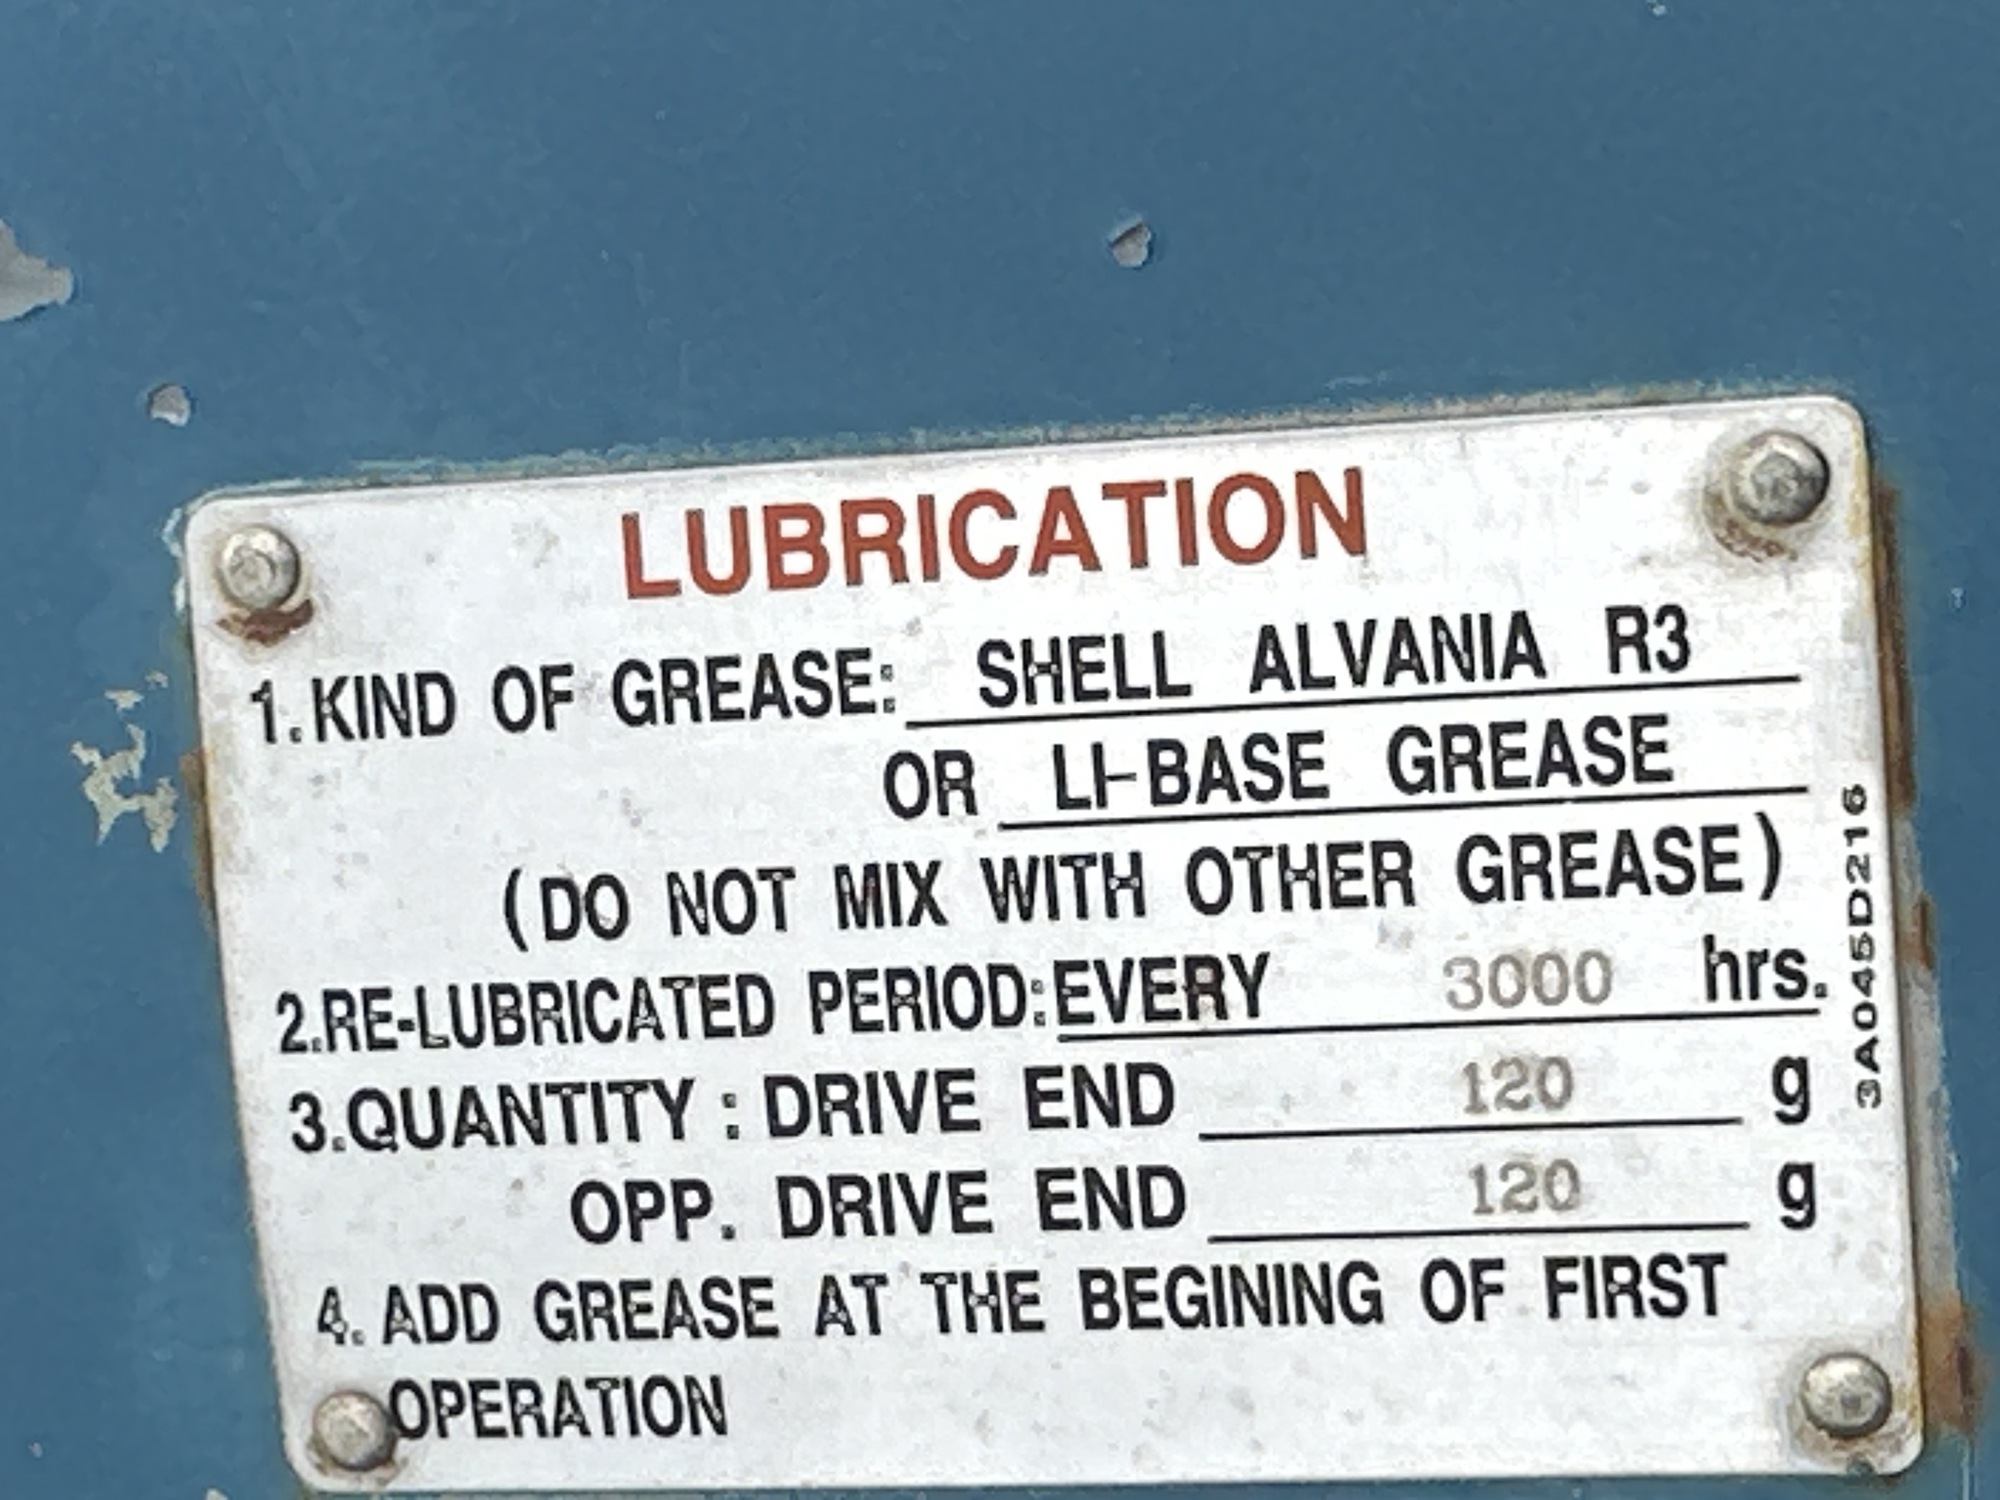 LUBRICATION
1.KIND OF GREASE: SHELL ALVANIA R3
OR LI-BASE GREASE
(DO NOT MIX WITH OTHER GREASE)
2.RE-LUBRICATED PERIOD:EVERY 3000 hrs.
3.QUANTITY : DRIVE END 120 g
OPP. DRIVE END 120 g
4. ADD GREASE AT THE BEGINING OF FIRST
OPERATION
3A045D216